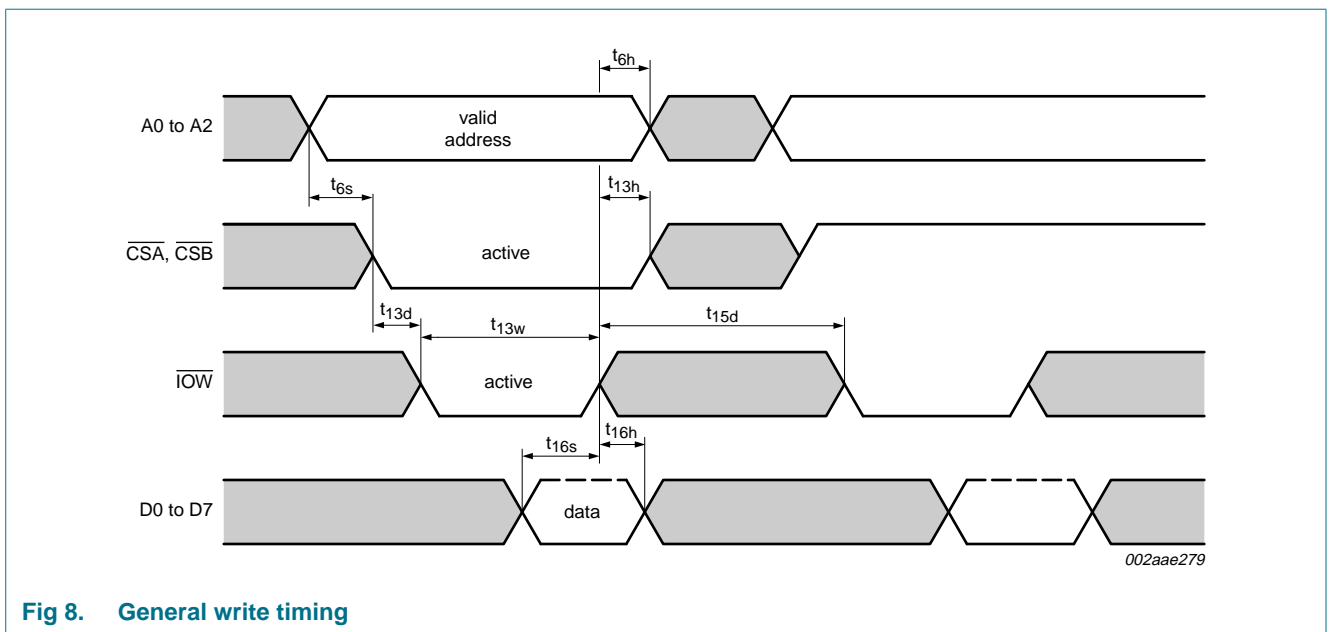 t6h
A0 to A2
valid
address
t6s
t13h
CSA, CSB
active
t13d
t13w
t15d
IOW
active
t16s
t16h
D0 to D7
data
002aae279
Fig 8. General write timing